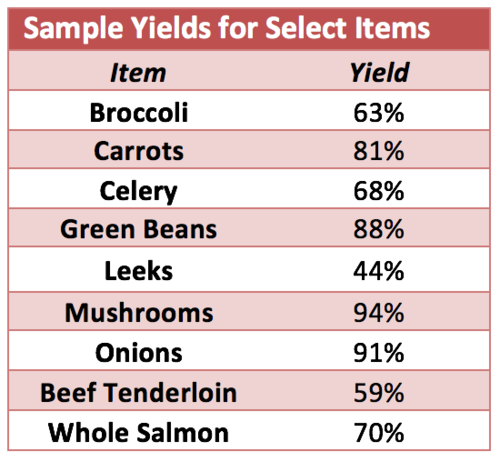 Sample Yields for Select Items
Item Yield
Broccoli 63%
Carrots 81%
Celery 68%
Green Beans 88%
Leeks 44%
Mushrooms 94%
Onions 91%
Beef Tenderloin 59%
Whole Salmon 70%